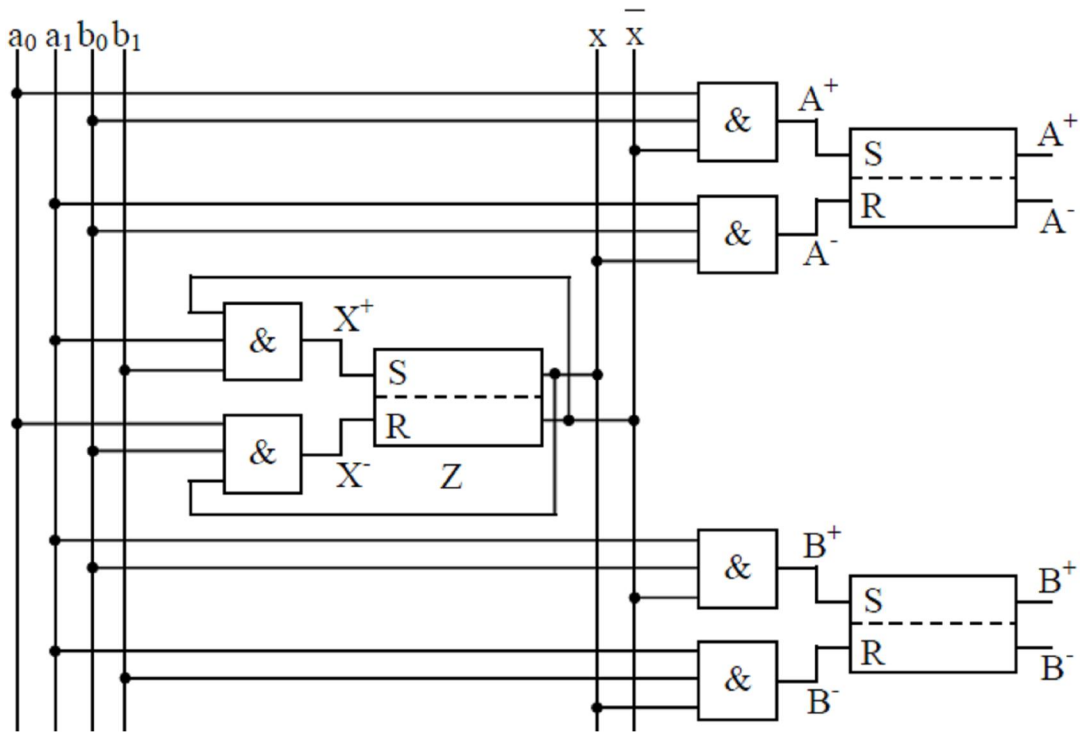 a₀ a₁ b₀ b₁ x x̅
& A⁺
S A⁺
R A⁻
& A⁻
& X⁺
S
R
& X⁻ Z
& B⁺
S B⁺
R B⁻
& B⁻